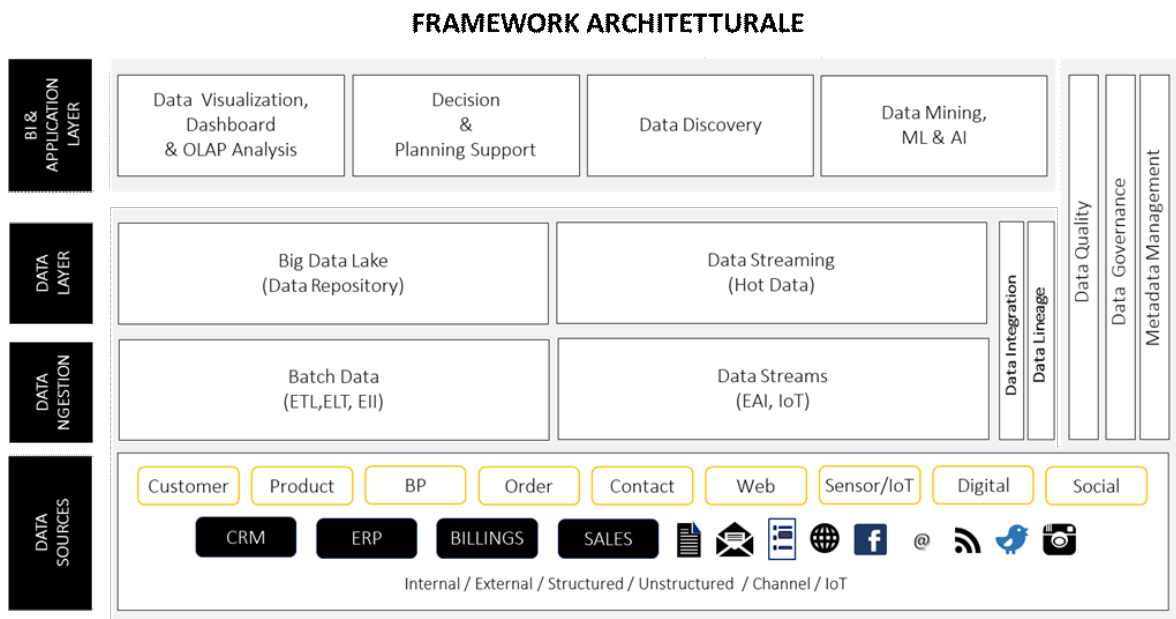 FRAMEWORK ARCHITETTURALE
BI &
APPLICATION
LAYER
Data Visualization,
Dashboard
& OLAP Analysis
Decision
&
Planning Support
Data Discovery
Data Mining,
ML & AI
DATA
LAYER
Big Data Lake
(Data Repository)
Data Streaming
(Hot Data)
DATA
NGESTION
Batch Data
(ETL,ELT, EII)
Data Streams
(EAI, IoT)
Data Integration
Data Lineage
Data Quality
Data Governance
Metadata Management
DATA
SOURCES
Customer
Product
BP
Order
Contact
Web
Sensor/IoT
Digital
Social
CRM
ERP
BILLINGS
SALES
f
@
Internal / External / Structured / Unstructured / Channel / IoT